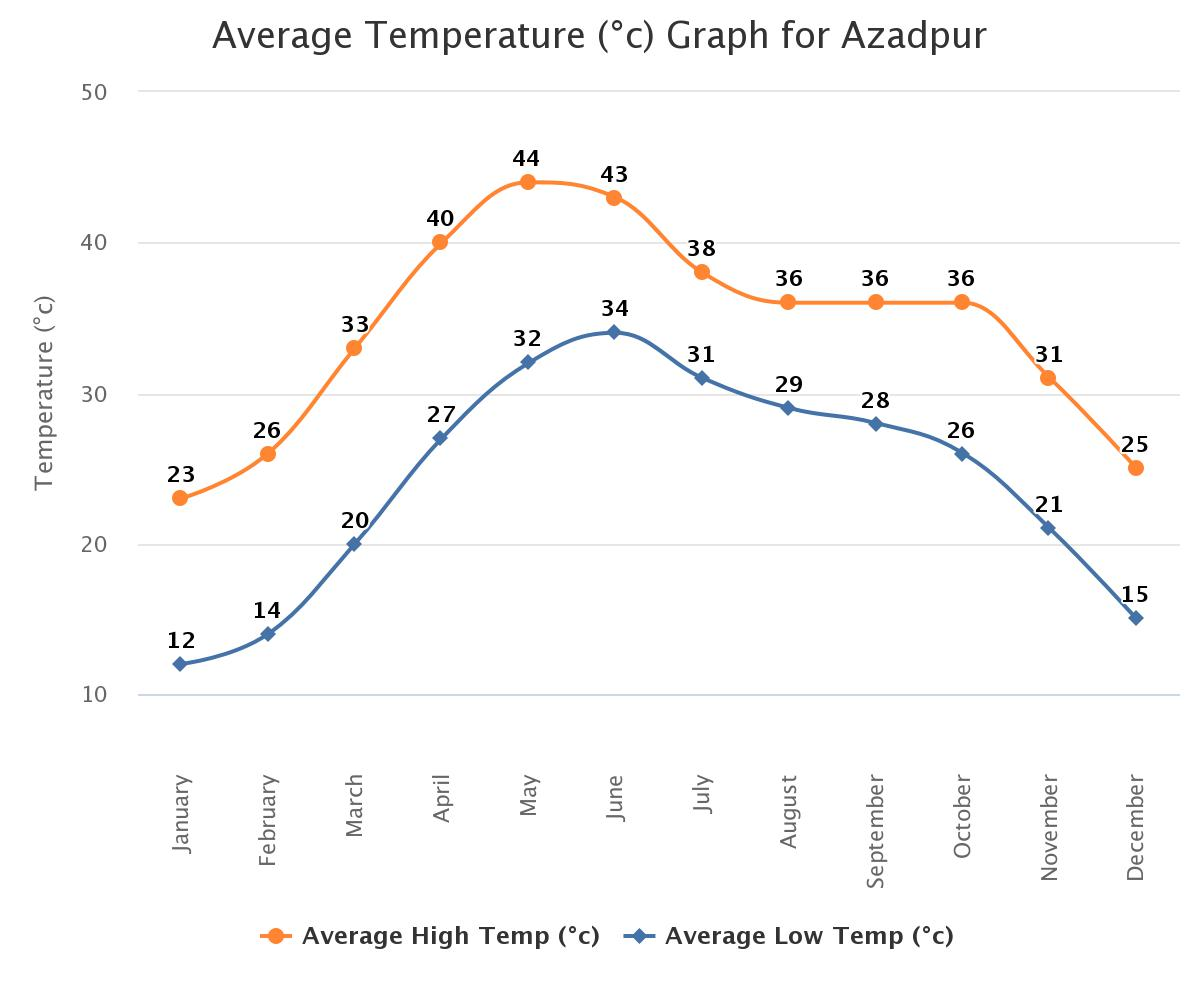 Average Temperature (°c) Graph for Azadpur
Temperature (°c)
50
40
30
20
10
23
26
33
40
44
43
38
36
36
36
31
25
12
14
20
27
32
34
31
29
28
26
21
15
January
February
March
April
May
June
July
August
September
October
November
December
Average High Temp (°c)
Average Low Temp (°c)